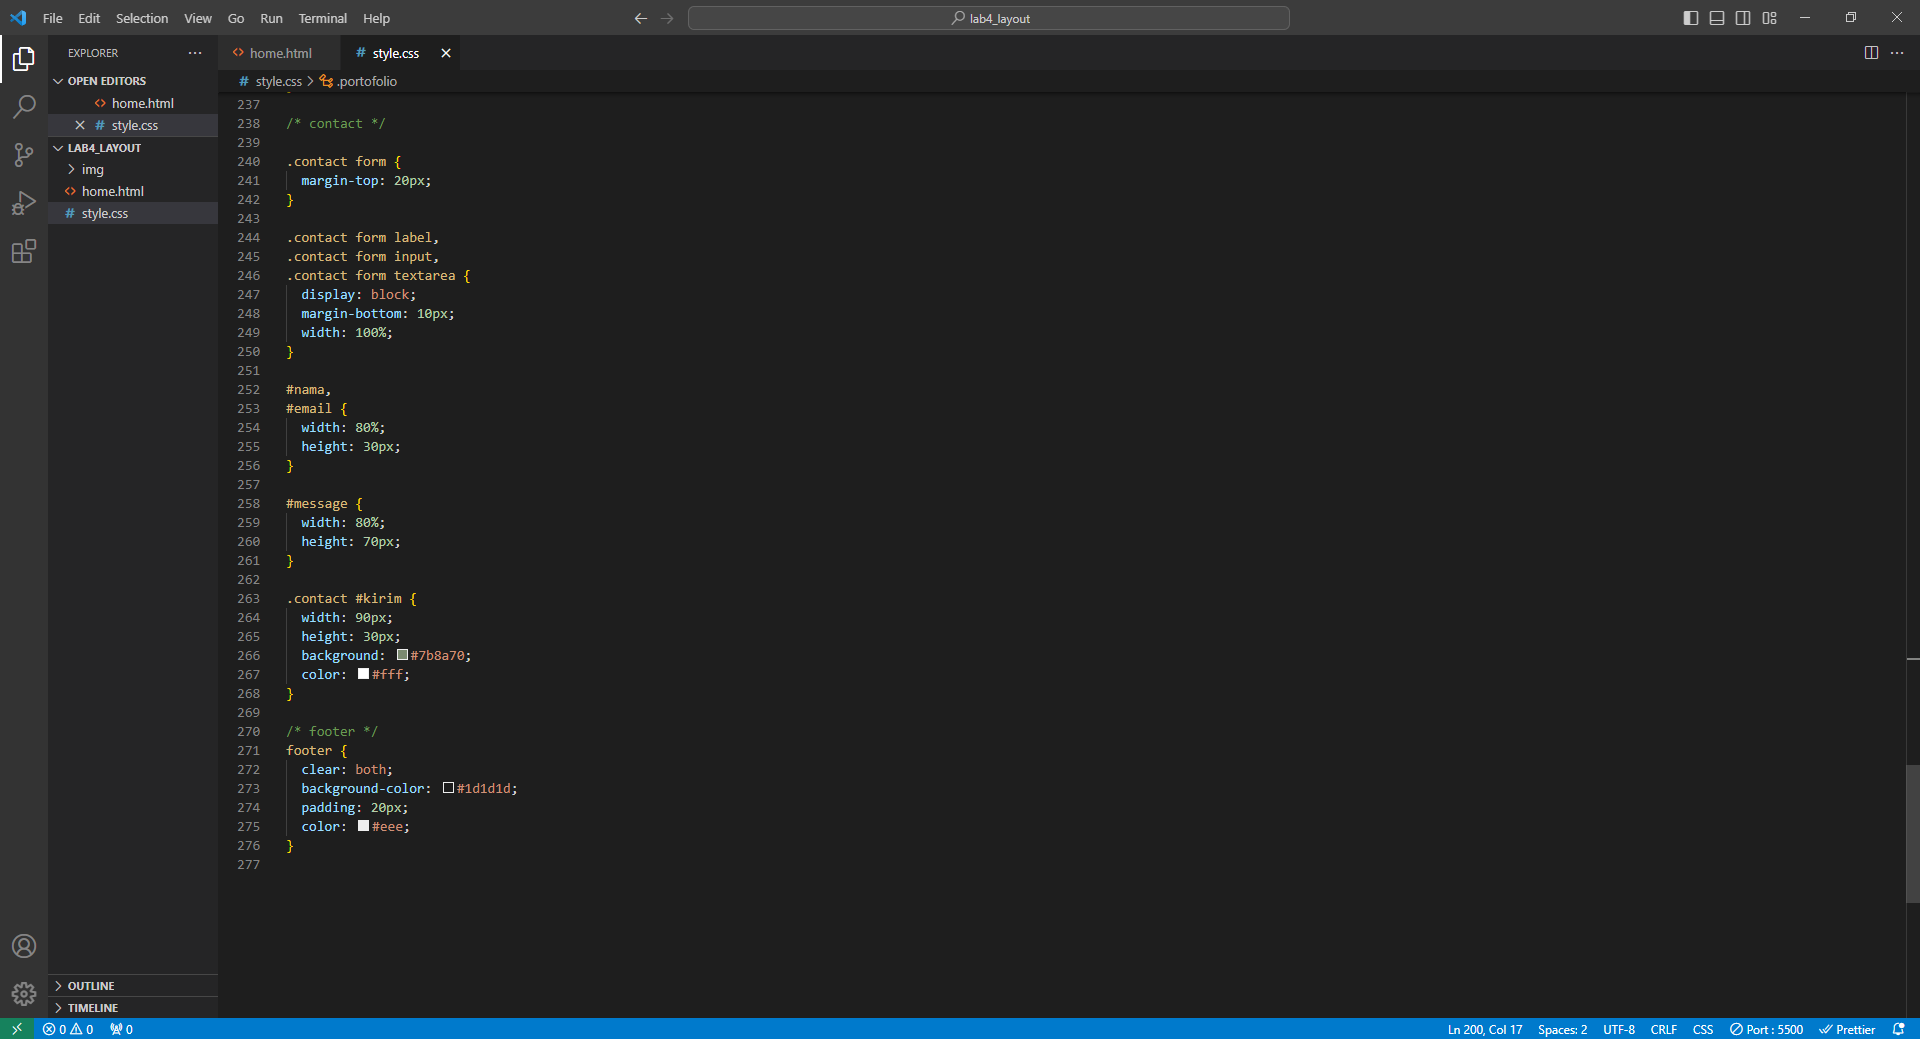 File Edit Selection View Go Run Terminal Help
lab4_layout
EXPLORER
OPEN EDITORS
home.html
style.css
LAB4_LAYOUT
img
home.html
style.css
OUTLINE
TIMELINE
home.html
style.css
style.css > .portofolio
237
238 /* contact */
239
240 .contact form {
241 margin-top: 20px;
242 }
243
244 .contact form label,
245 .contact form input,
246 .contact form textarea {
247 display: block;
248 margin-bottom: 10px;
249 width: 100%;
250 }
251
252 #nama,
253 #email {
254 width: 80%;
255 height: 30px;
256 }
257
258 #message {
259 width: 80%;
260 height: 70px;
261 }
262
263 .contact #kirim {
264 width: 90px;
265 height: 30px;
266 background: #7b8a70;
267 color: #fff;
268 }
269
270 /* footer */
271 footer {
272 clear: both;
273 background-color: #1d1d1d;
274 padding: 20px;
275 color: #eee;
276 }
277
0 0 0 Ln 200, Col 17 Spaces: 2 UTF-8 CRLF CSS Port : 5500 Prettier